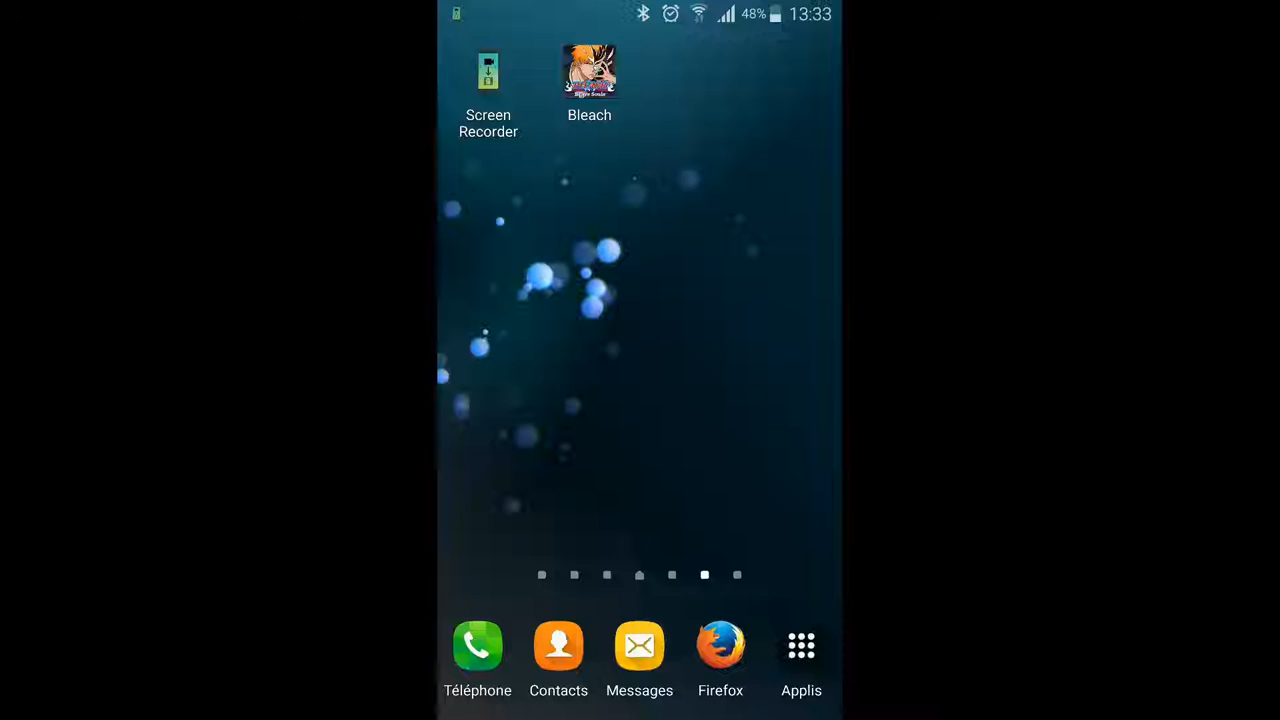 48% 13:33
Screen
Recorder
Bleach
Téléphone
Contacts
Messages
Firefox
Applis